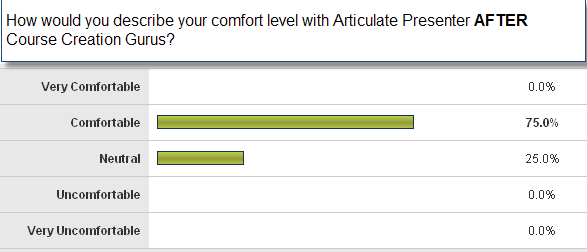 How would you describe your comfort level with Articulate Presenter AFTER
Course Creation Gurus?
Very Comfortable 0.0%
Comfortable 75.0%
Neutral 25.0%
Uncomfortable 0.0%
Very Uncomfortable 0.0%